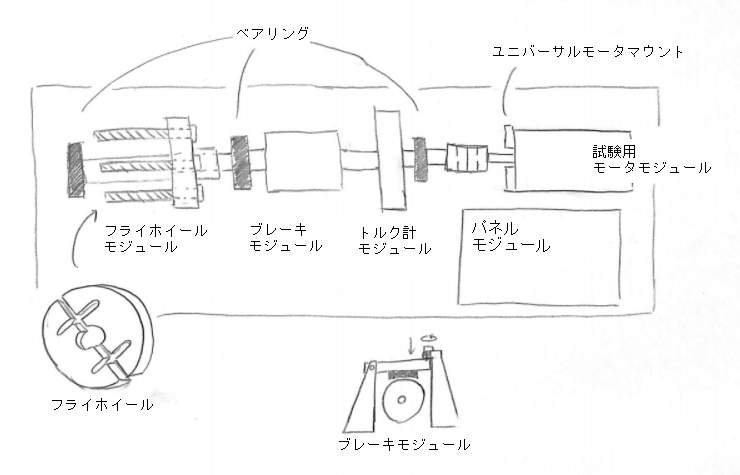 ベアリング
ユニバーサルモータマウント
試験用
モータモジュール
フライホイール
モジュール
ブレーキ
モジュール
トルク計
モジュール
パネル
モジュール
フライホイール
ブレーキモジュール